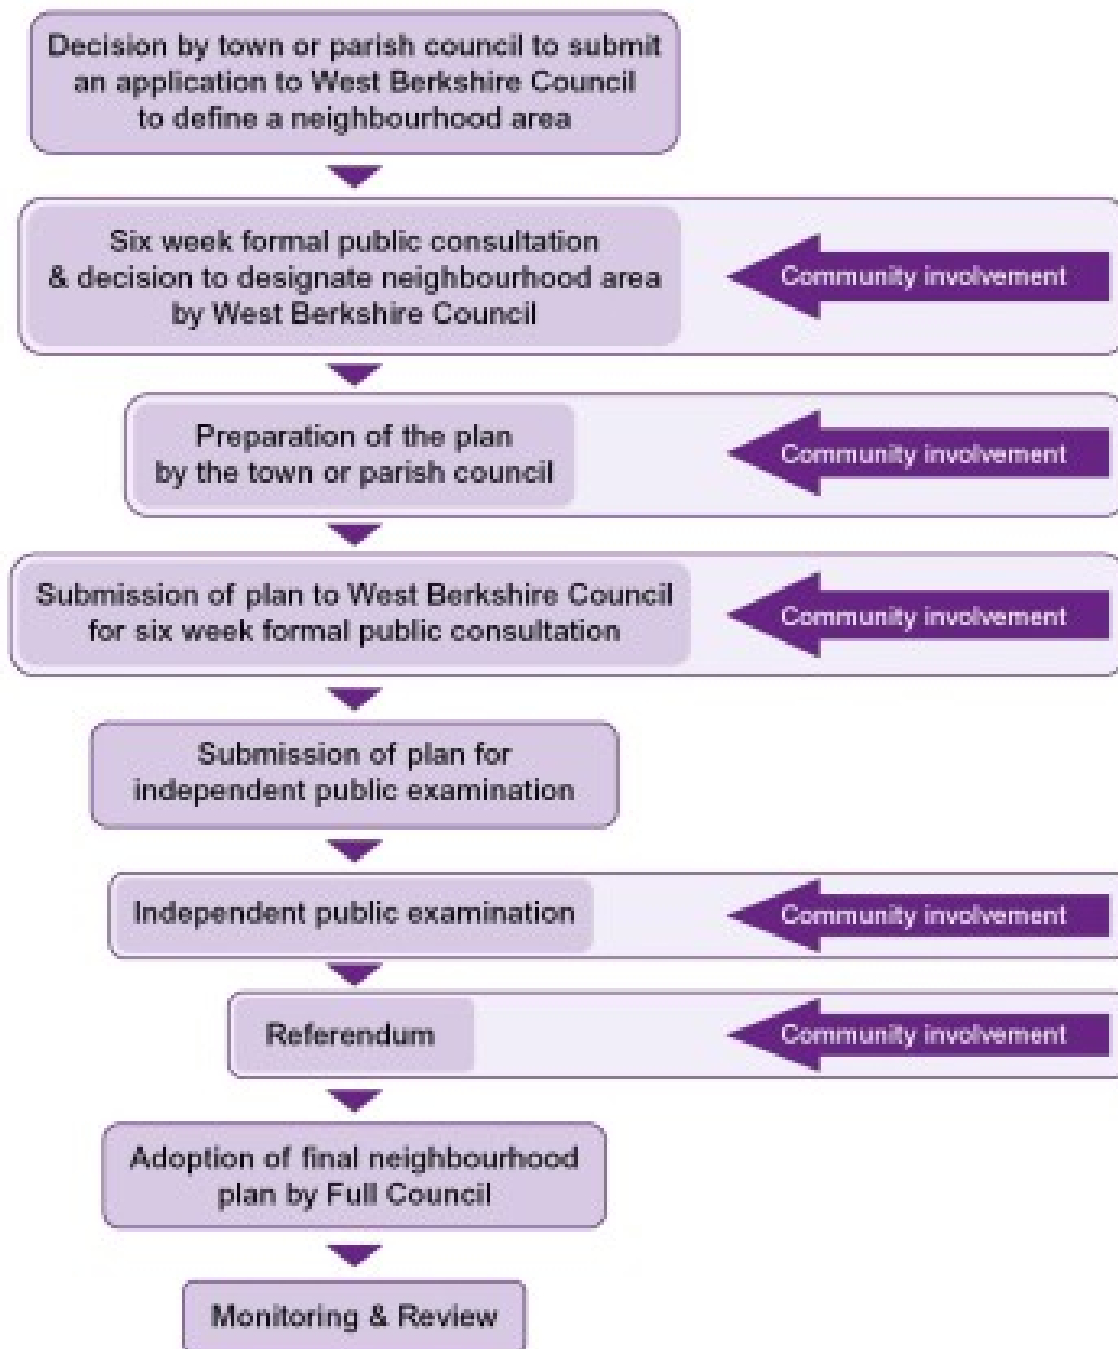 Decision by town or parish council to submit
an application to West Berkshire Council
to define a neighbourhood area
Six week formal public consultation
& decision to designate neighbourhood area
by West Berkshire Council
Community involvement
Preparation of the plan
by the town or parish council
Community involvement
Submission of plan to West Berkshire Council
for six week formal public consultation
Community involvement
Submission of plan for
independent public examination
Independent public examination
Community involvement
Referendum
Community involvement
Adoption of final neighbourhood
plan by Full Council
Monitoring & Review